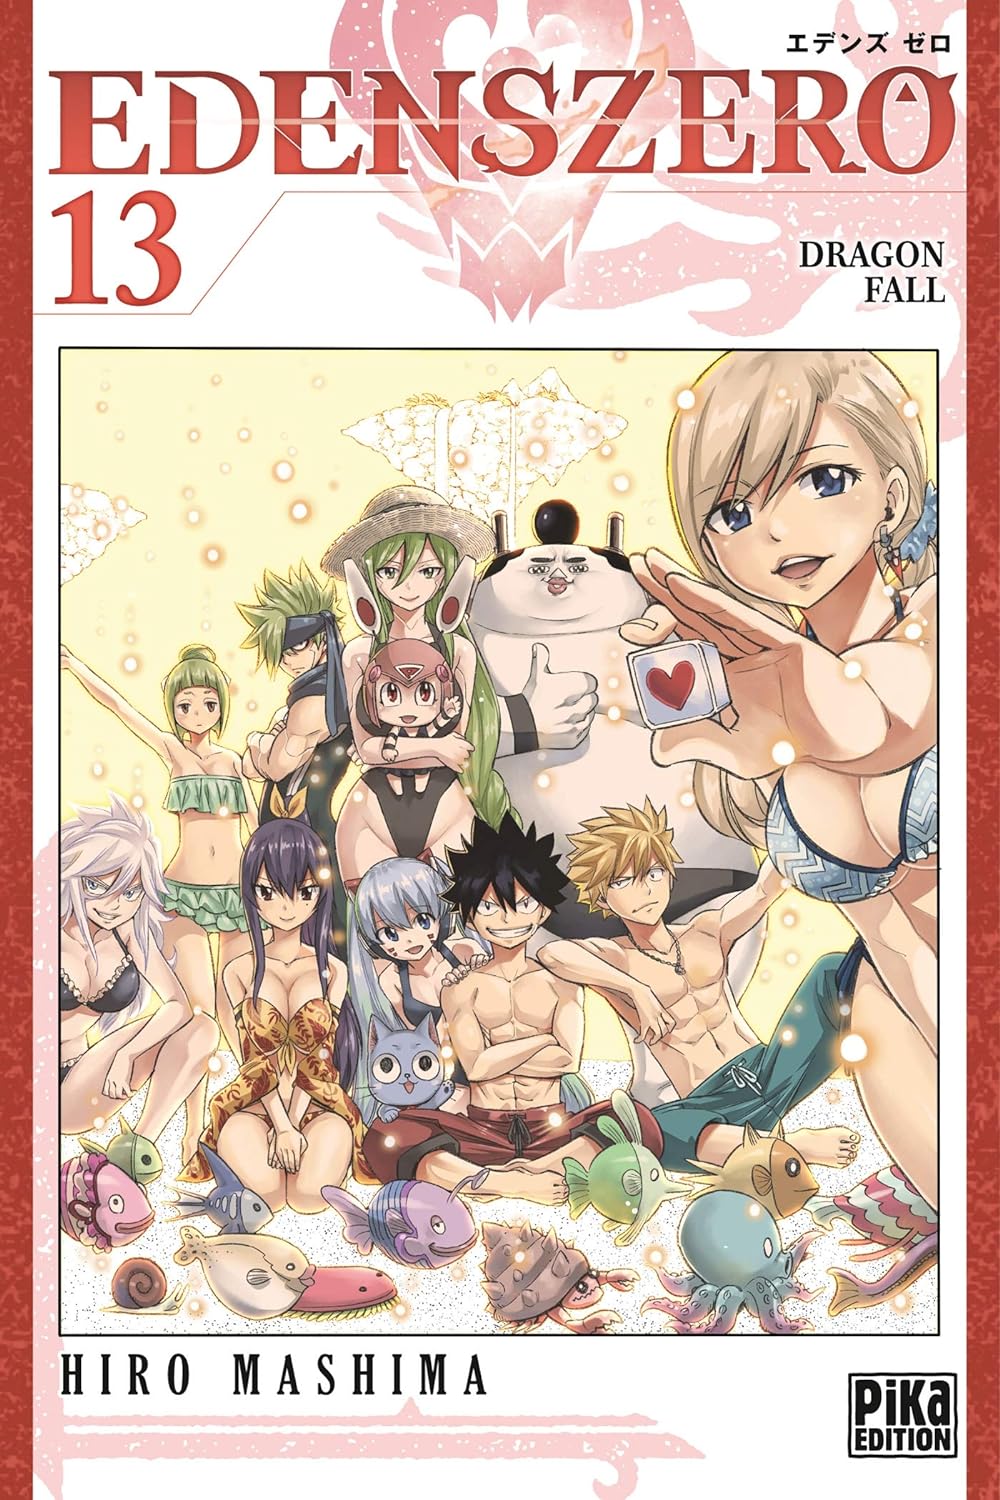 エデンズ ゼロ
EDENSZERO
13
DRAGON
FALL
HIRO MASHIMA
PiKa
EDITION